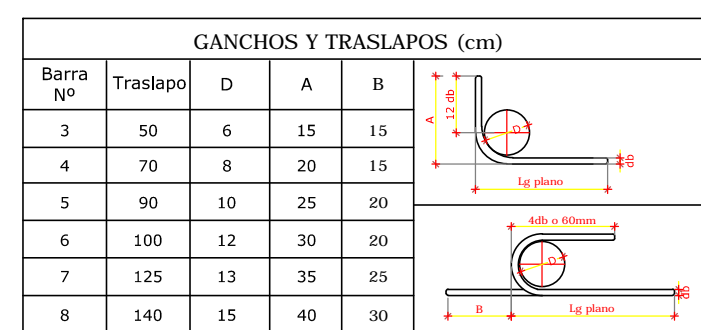 GANCHOS Y TRASLAPOS (cm)
Barra Nº Traslapo D A B
3 50 6 15 15
4 70 8 20 15
5 90 10 25 20
6 100 12 30 20
7 125 13 35 25
8 140 15 40 30
A
12 db
D
db
Lg plano
4db o 60mm
D
db
B
Lg plano